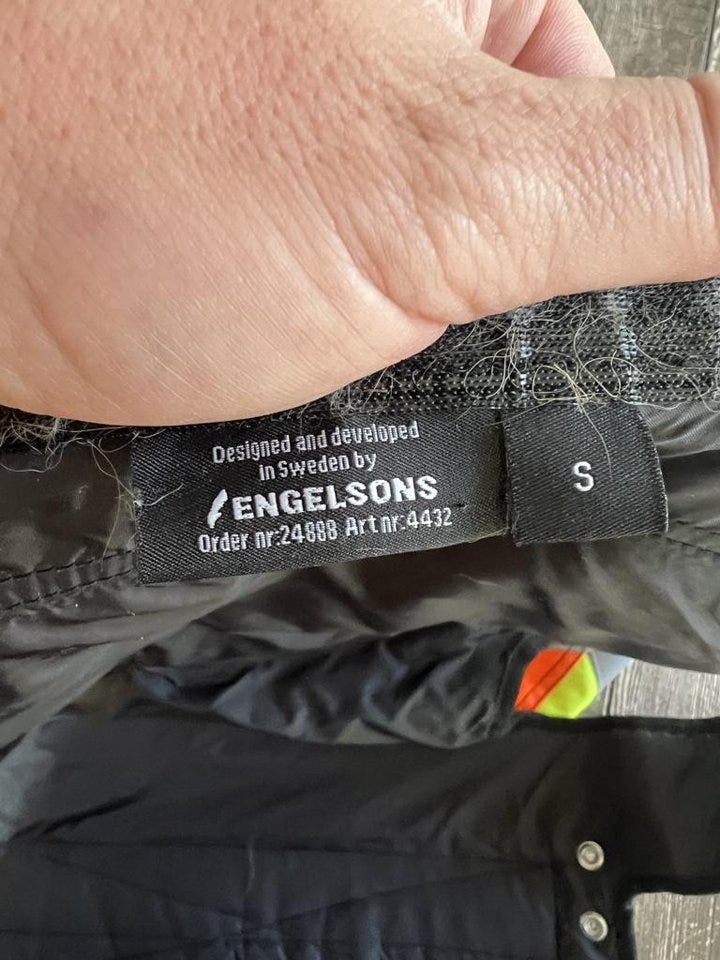 Designed and developed
in Sweden by
ENGELSONS
Order nr:24888 Art nr:4432
S